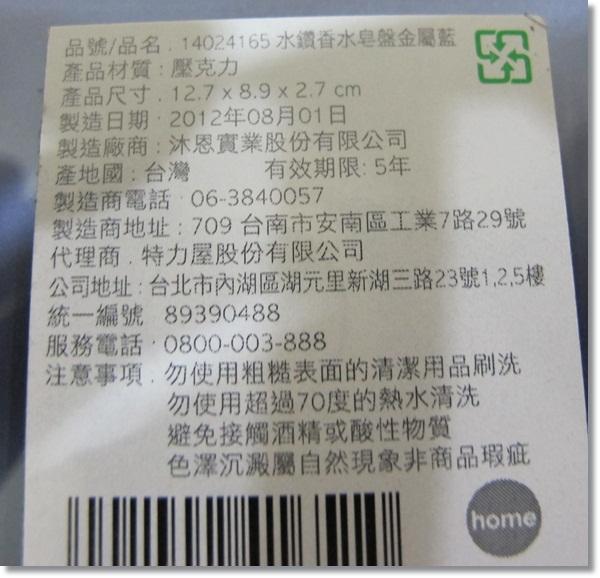 品號/品名 : 14024165 水鑽香水皂盤金屬藍
產品材質 : 壓克力
產品尺寸 : 12.7 x 8.9 x 2.7 cm
製造日期 : 2012年08月01日
製造廠商 : 沐恩實業股份有限公司
產地國 : 台灣 有效期限: 5年
製造商電話 : 06-3840057
製造商地址 : 709 台南市安南區工業7路29號
代理商 : 特力屋股份有限公司
公司地址 : 台北市內湖區湖元里新湖三路23號1,2,5樓
統一編號 89390488
服務電話 : 0800-003-888
注意事項 : 勿使用粗糙表面的清潔用品刷洗
勿使用超過70度的熱水清洗
避免接觸酒精或酸性物質
色澤沉澱屬自然現象非商品瑕疵
home